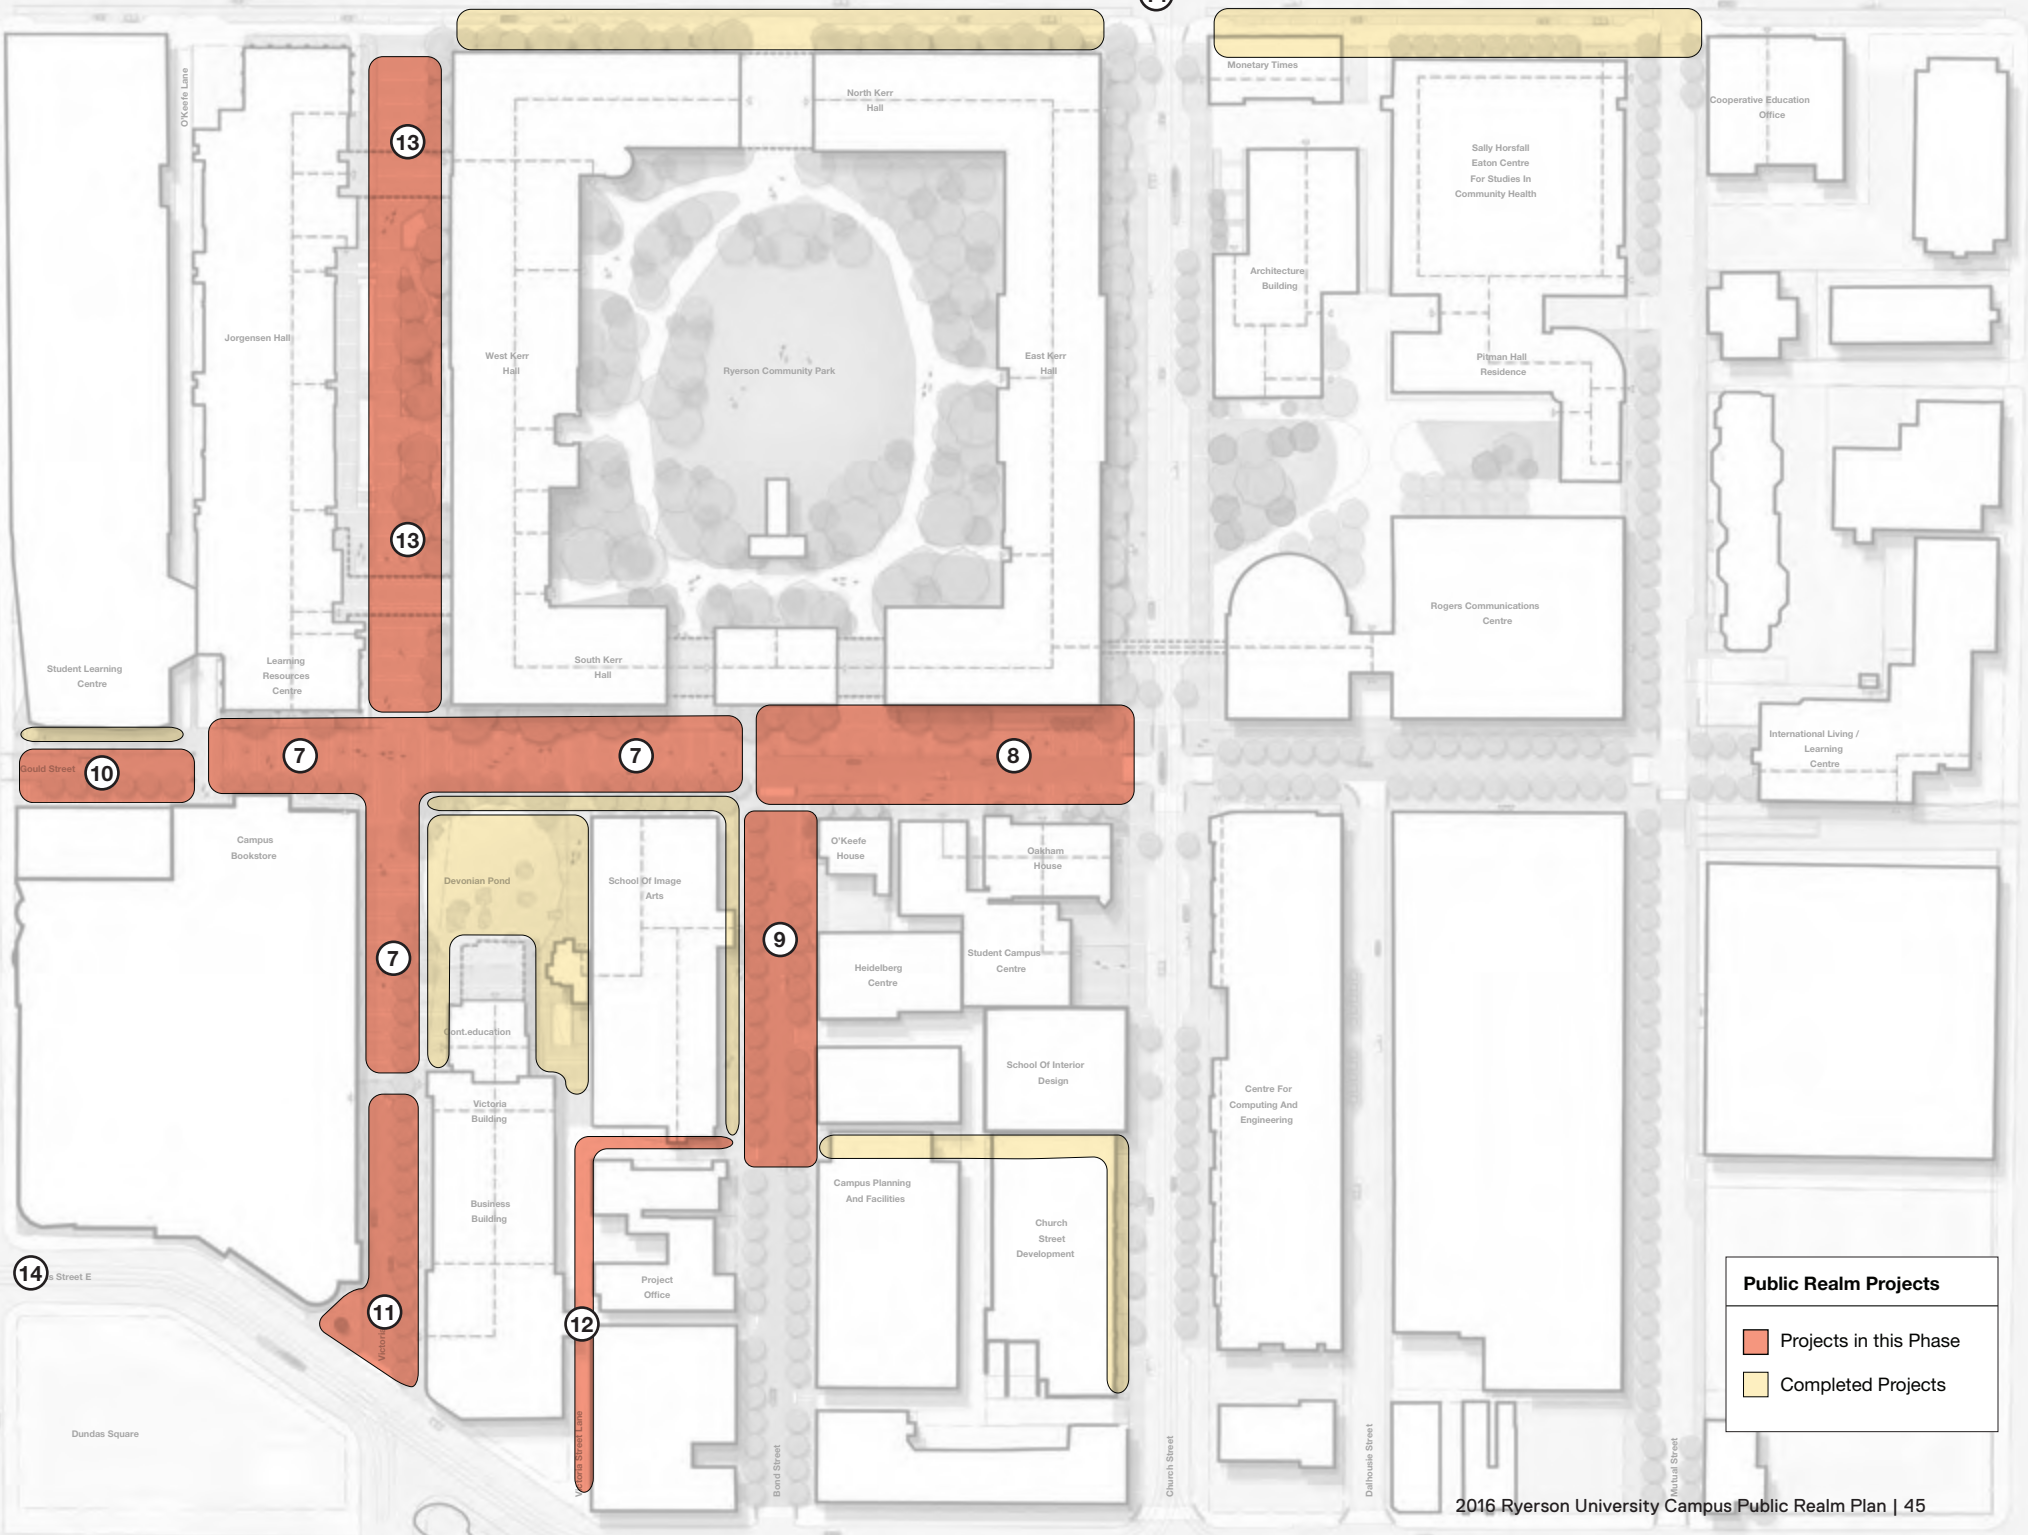 O'Keefe Lane
13
Jorgensen Hall
13
Student Learning
Centre
Learning
Resources
Centre
North Kerr
Hall
West Kerr
Hall
Ryerson Community Park
East Kerr
Hall
South Kerr
Hall
Monetary Times
Sally Horsfall
Eaton Centre
For Studies In
Community Health
Cooperative Education
Office
Architecture
Building
Pitman Hall
Residence
Rogers Communications
Centre
International Living /
Learning
Centre
Gould Street
10
7
7
8
Campus
Bookstore
Devonian Pond
School Of Image
Arts
7
9
O'Keefe
House
Oakham
House
Heidelberg
Centre
Student Campus
Centre
Cont.education
School Of Interior
Design
Victoria
Building
Centre For
Computing And
Engineering
Business
Building
Campus Planning
And Facilities
Church
Street
Development
Project
Office
14
Street E
11
12
Dundas Square
Street Lane
Bond Street
Church Street
Dalhousie Street
Mutual Street
Public Realm Projects
Projects in this Phase
Completed Projects
2016 Ryerson University Campus Public Realm Plan | 45